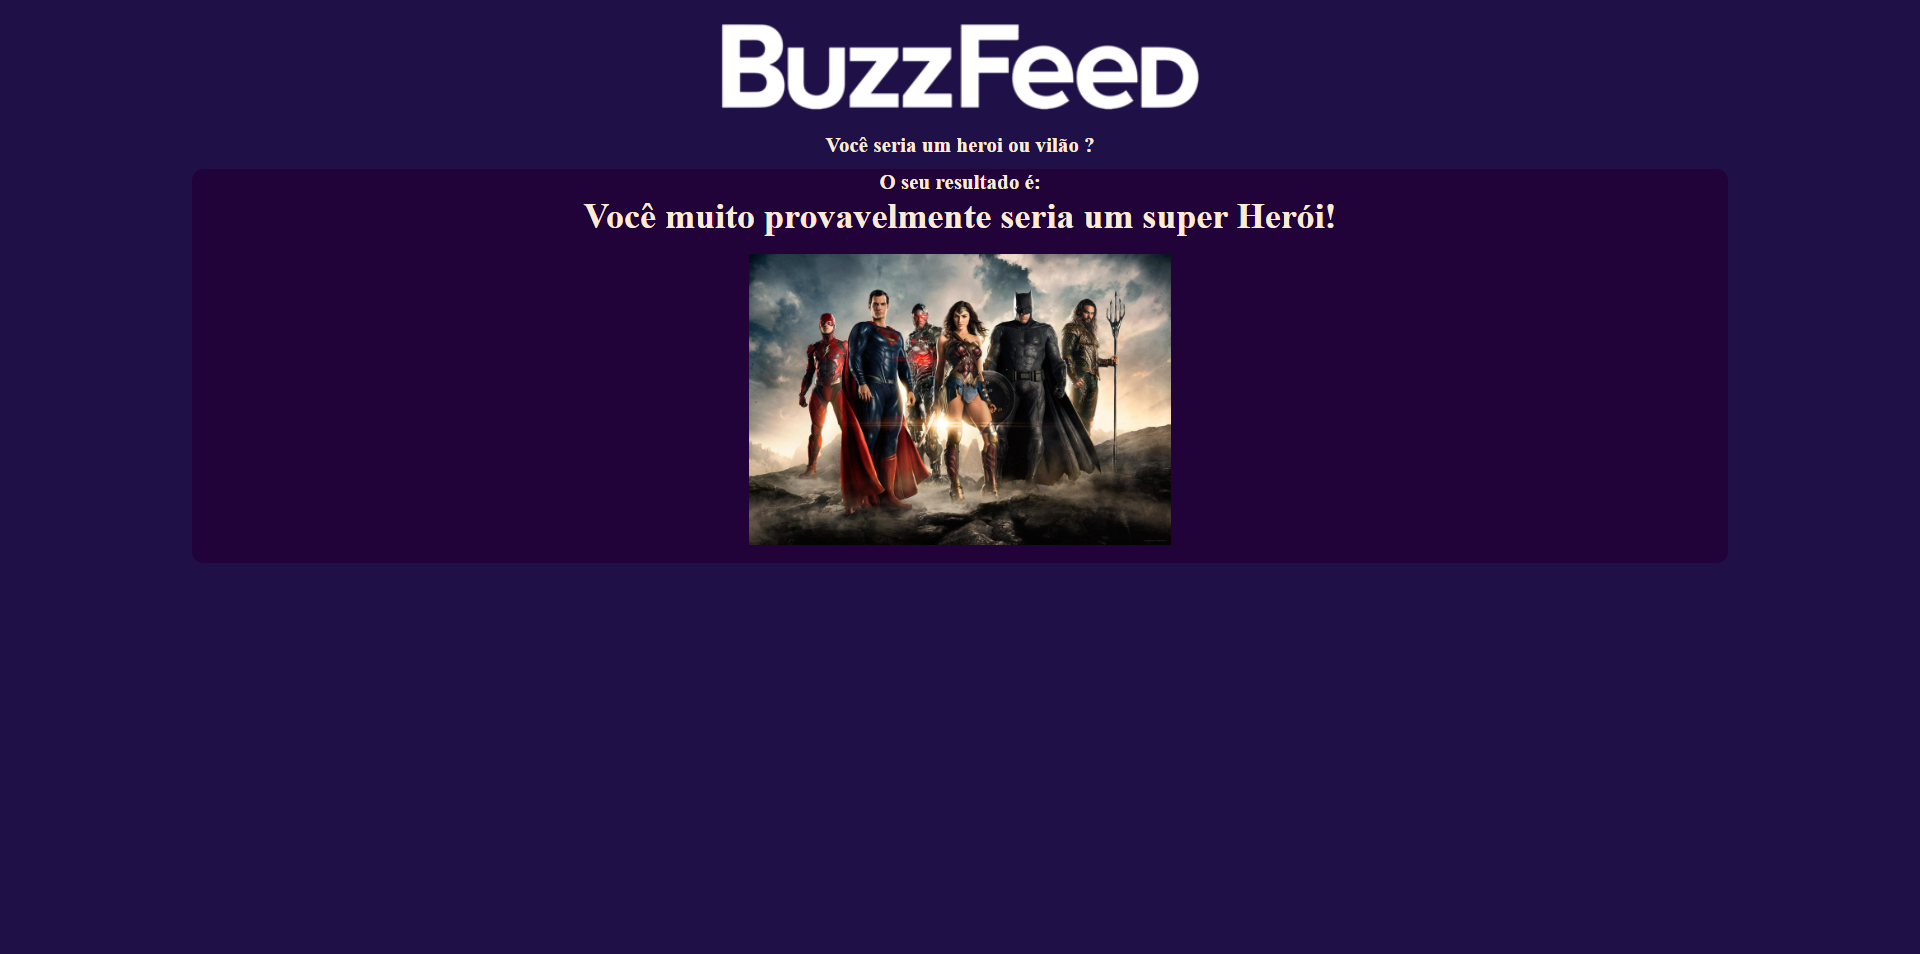 BuzzFeed
Você seria um heroi ou vilão ?
O seu resultado é:
Você muito provavelmente seria um super Herói!